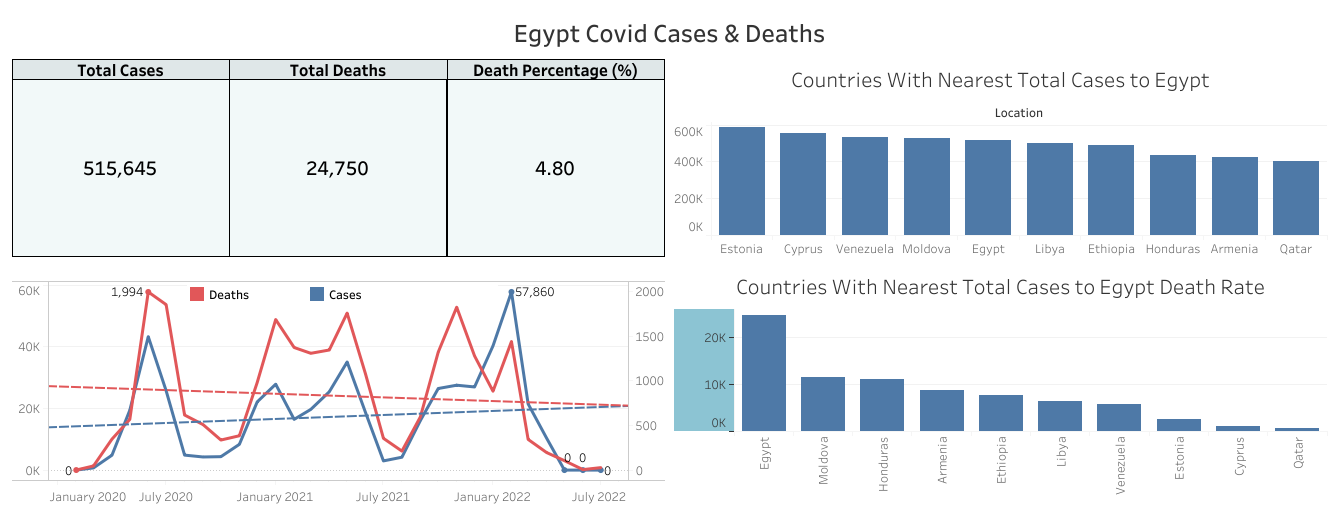 Egypt Covid Cases & Deaths
Total Cases Total Deaths Death Percentage (%)
515,645 24,750 4.80
Countries With Nearest Total Cases to Egypt
Location
600K
400K
200K
0K
Estonia Cyprus Venezuela Moldova Egypt Libya Ethiopia Honduras Armenia Qatar
Deaths Cases
1,994
57,860
60K
40K
20K
0K
2000
1500
1000
500
0
0
0 0
0
January 2020 July 2020 January 2021 July 2021 January 2022 July 2022
Countries With Nearest Total Cases to Egypt Death Rate
20K
10K
0K
Egypt
Moldova
Honduras
Armenia
Ethiopia
Libya
Venezuela
Estonia
Cyprus
Qatar